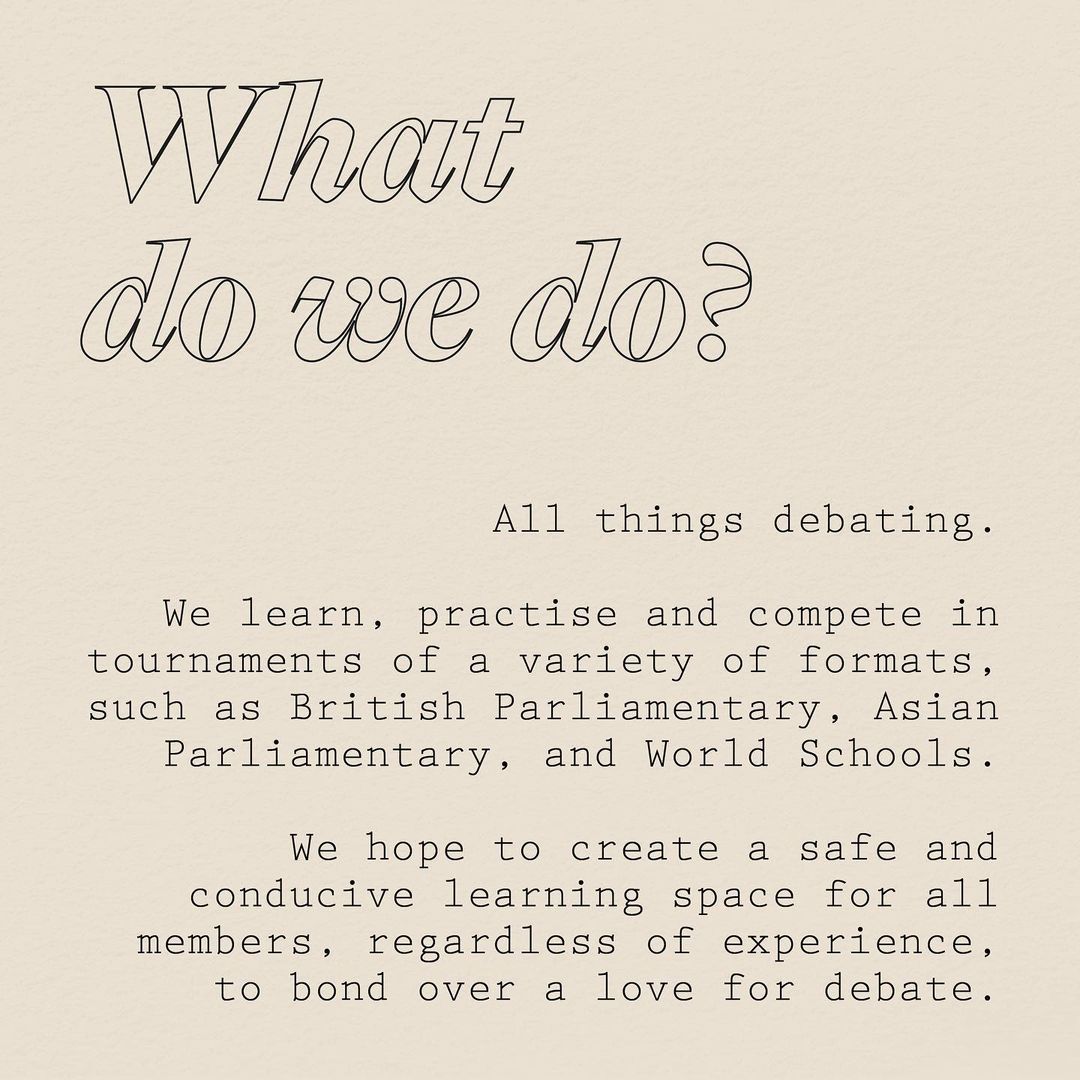 What
do we do?
All things debating.
We learn, practise and compete in
tournaments of a variety of formats,
such as British Parliamentary, Asian
Parliamentary, and World Schools.
We hope to create a safe and
conducive learning space for all
members, regardless of experience,
to bond over a love for debate.